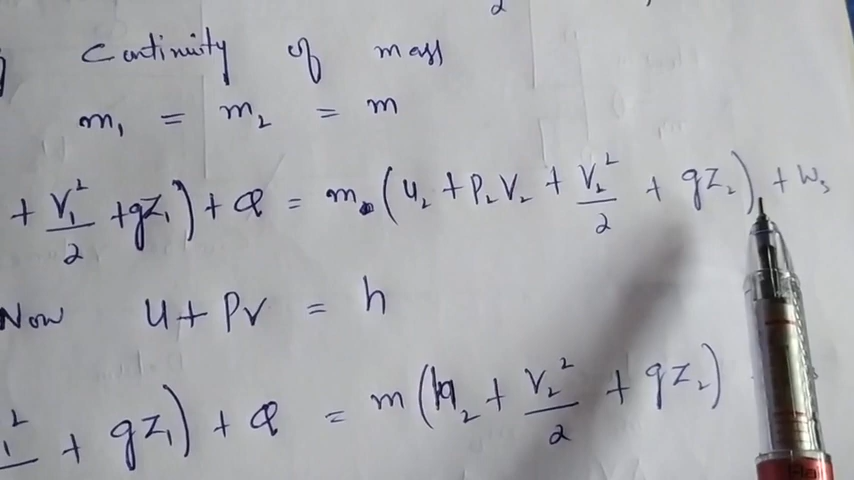 2
Continuity of mass
m₁ = m₂ = m
+ V₁²/2 + gZ₁) + Q = m (u₂ + P₂V₂ + V₂²/2 + gZ₂) + Ws
Now u + PV = h
+ gZ₁) + Q = m (h₂ + V₂²/2 + gZ₂)